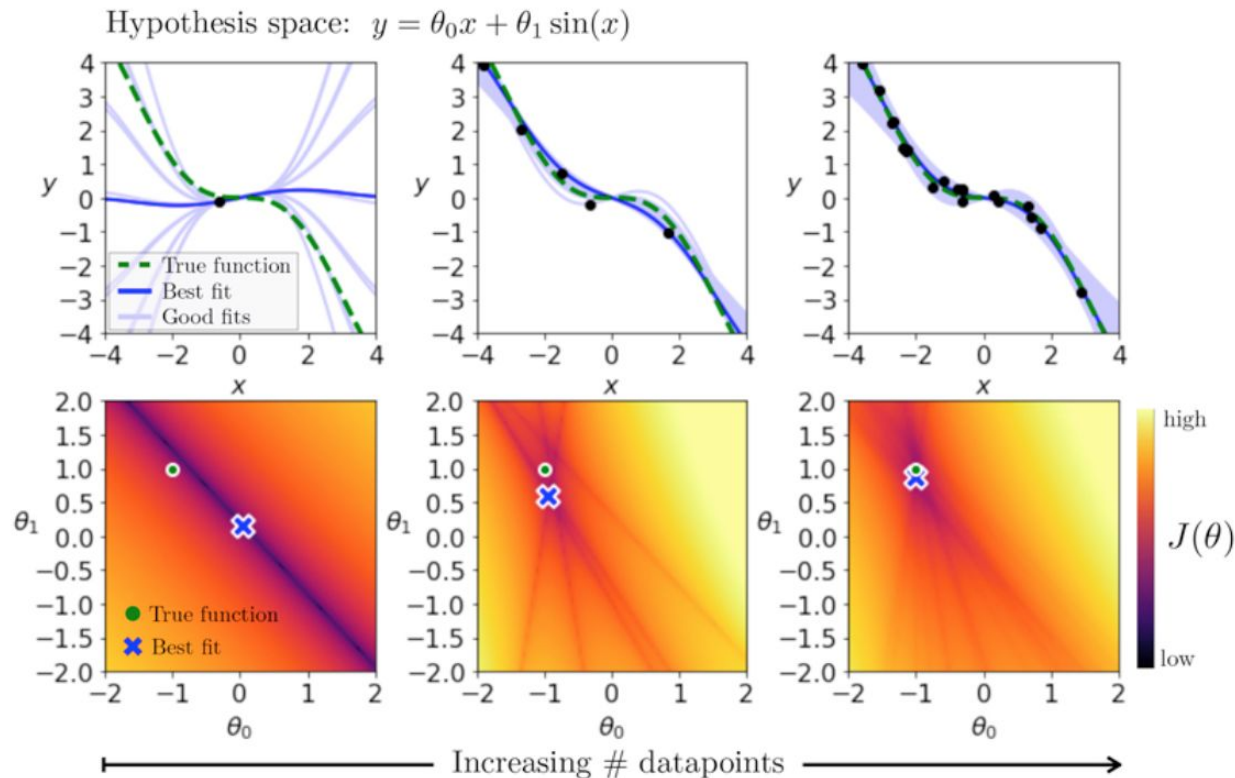 Hypothesis space: y = θ₀x + θ₁ sin(x)
4
3
2
1
y 0
−1
−2
−3
−4
True function
Best fit
Good fits
−4 −2 0 2 4
x
4
3
2
1
y 0
−1
−2
−3
−4
−4 −2 0 2 4
x
4
3
2
1
y 0
−1
−2
−3
−4
−4 −2 0 2 4
x
2.0
1.5
1.0
0.5
θ₁ 0.0
−0.5
−1.0
−1.5
−2.0
True function
Best fit
−2 −1 0 1 2
θ₀
2.0
1.5
1.0
0.5
θ₁ 0.0
−0.5
−1.0
−1.5
−2.0
−2 −1 0 1 2
θ₀
2.0
1.5
1.0
0.5
θ₁ 0.0
−0.5
−1.0
−1.5
−2.0
−2 −1 0 1 2
θ₀
high
J(θ)
low
Increasing # datapoints